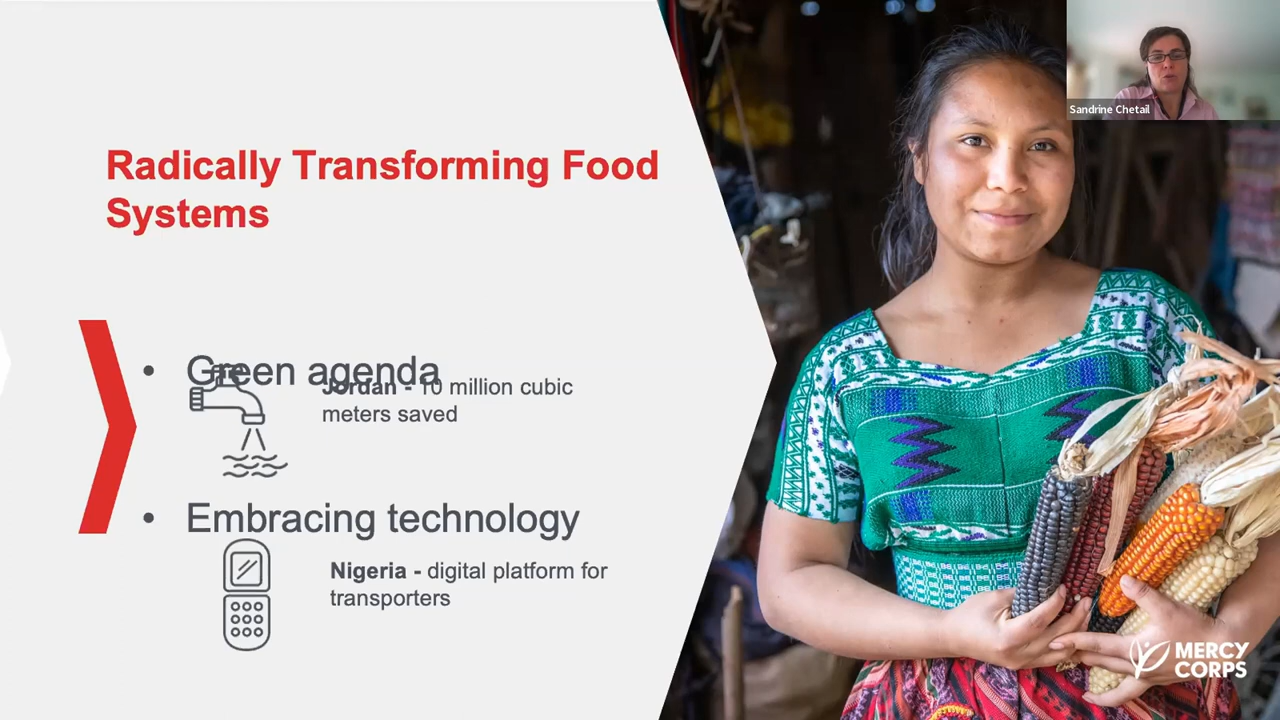 Sandrine Chetail
Radically Transforming Food
Systems
• Green agenda
Jordan - 10 million cubic
meters saved
• Embracing technology
Nigeria - digital platform for
transporters
MERCY
CORPS